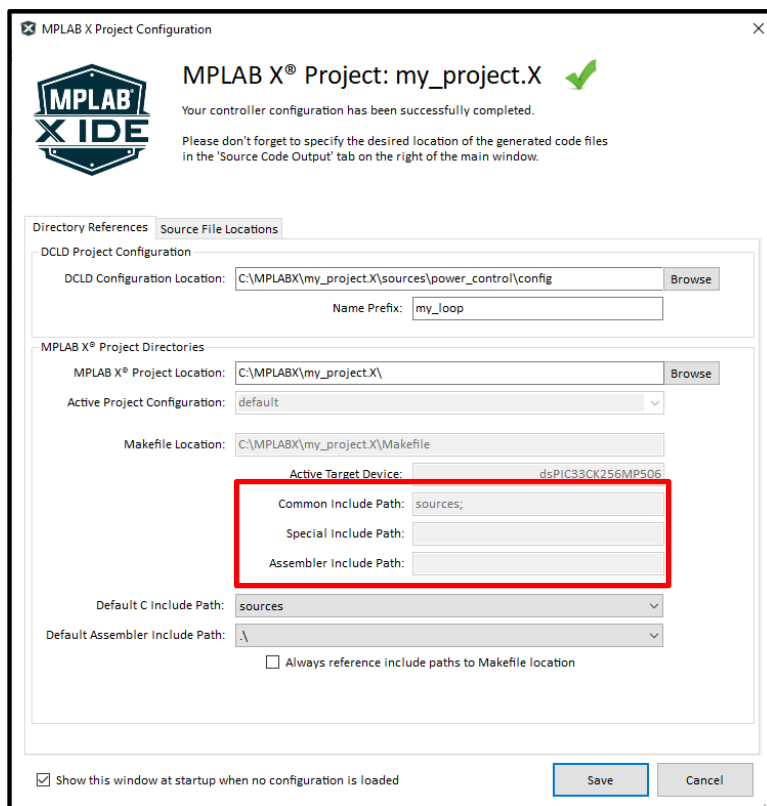 MPLAB X Project Configuration
MPLAB X® Project: my_project.X
Your controller configuration has been successfully completed.
Please don't forget to specify the desired location of the generated code files
in the 'Source Code Output' tab on the right of the main window.
MPLAB®
X IDE
Directory References
Source File Locations
DCLD Project Configuration
DCLD Configuration Location: C:\MPLABX\my_project.X\sources\power_control\config Browse
Name Prefix: my_loop
MPLAB X® Project Directories
MPLAB X® Project Location: C:\MPLABX\my_project.X\ Browse
Active Project Configuration: default
Makefile Location: C:\MPLABX\my_project.X\Makefile
Active Target Device: dsPIC33CK256MP506
Common Include Path: sources;
Special Include Path:
Assembler Include Path:
Default C Include Path: sources
Default Assembler Include Path: .\
Always reference include paths to Makefile location
Show this window at startup when no configuration is loaded
Save
Cancel